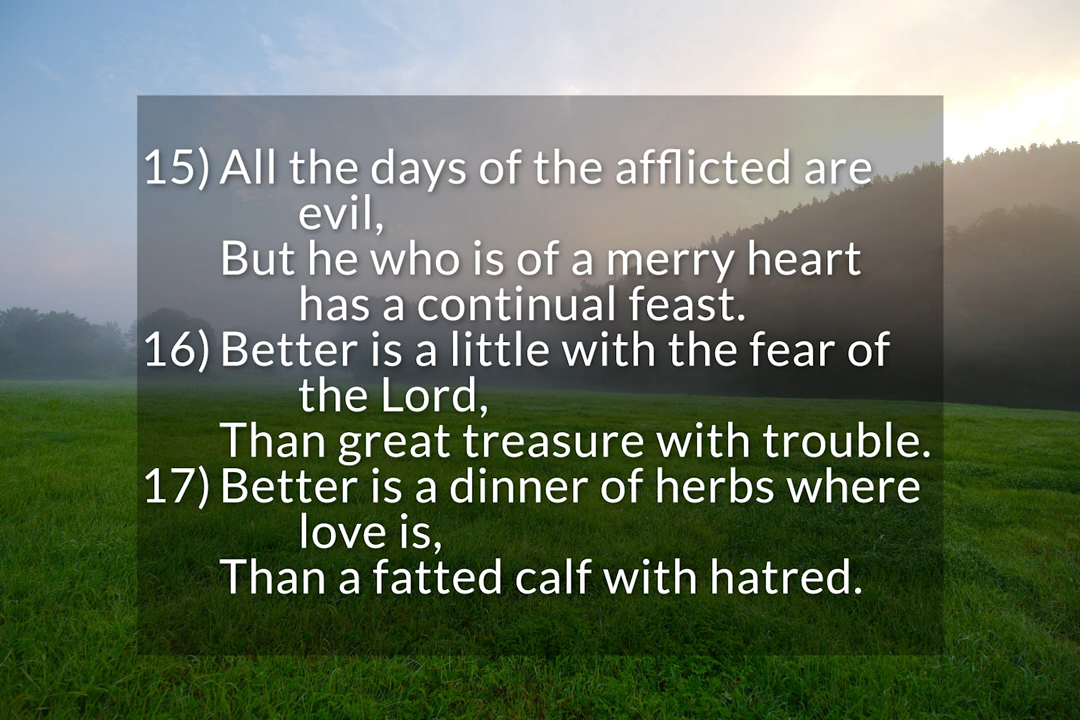 15) All the days of the afflicted are
evil,
But he who is of a merry heart
has a continual feast.
16) Better is a little with the fear of
the Lord,
Than great treasure with trouble.
17) Better is a dinner of herbs where
love is,
Than a fatted calf with hatred.